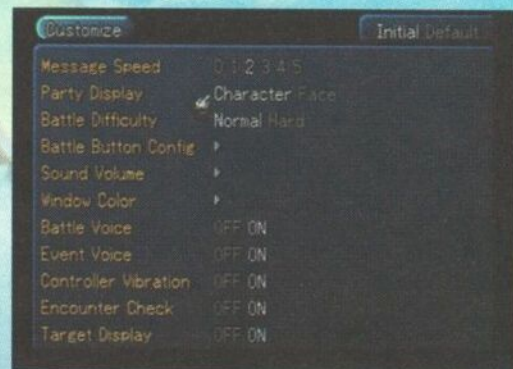 Customize Initial Default
Message Speed 0 1 2 3 4 5
Party Display Character Face
Battle Difficulty Normal Hard
Battle Button Config
Sound Volume
Window Color
Battle Voice OFF ON
Event Voice OFF ON
Controller Vibration OFF ON
Encounter Check OFF ON
Target Display OFF ON